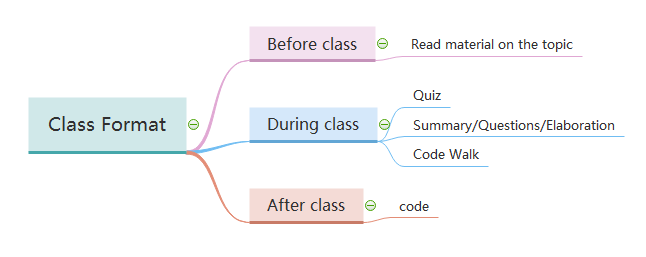 Class Format
Before class
Read material on the topic
During class
Quiz
Summary/Questions/Elaboration
Code Walk
After class
code